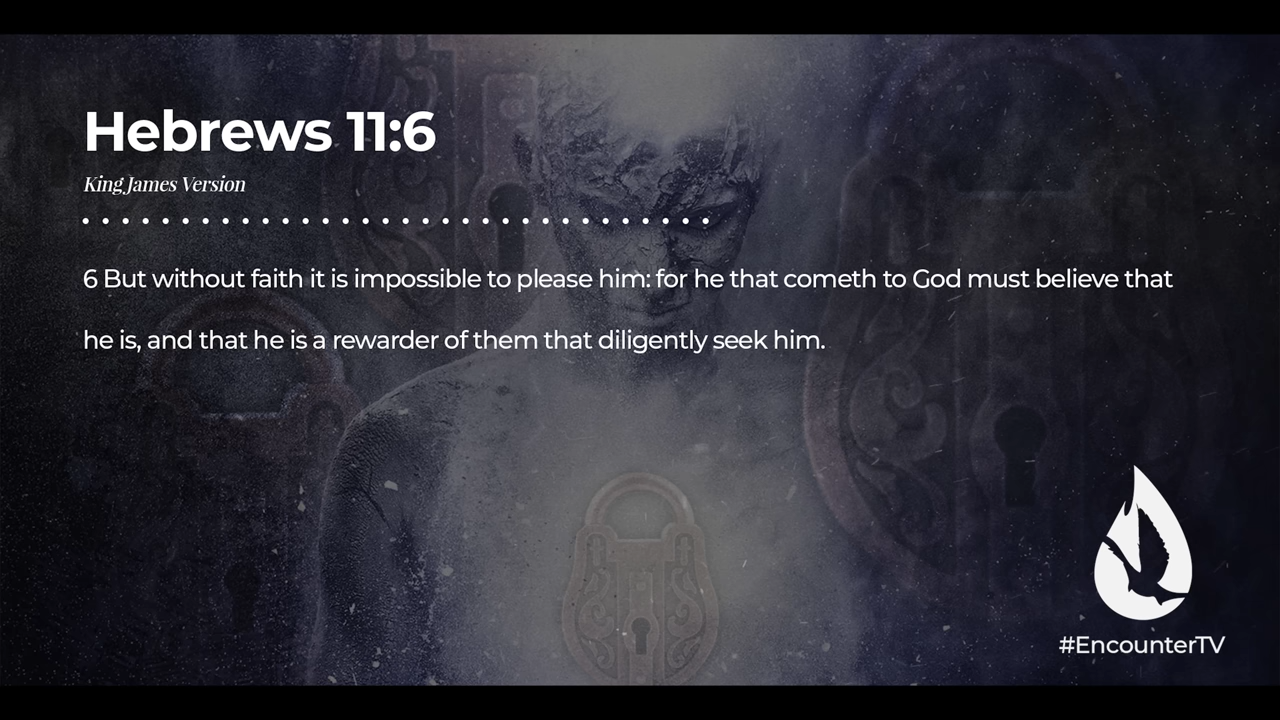 Hebrews 11:6
King James Version
6 But without faith it is impossible to please him: for he that cometh to God must believe that
he is, and that he is a rewarder of them that diligently seek him.
#EncounterTV